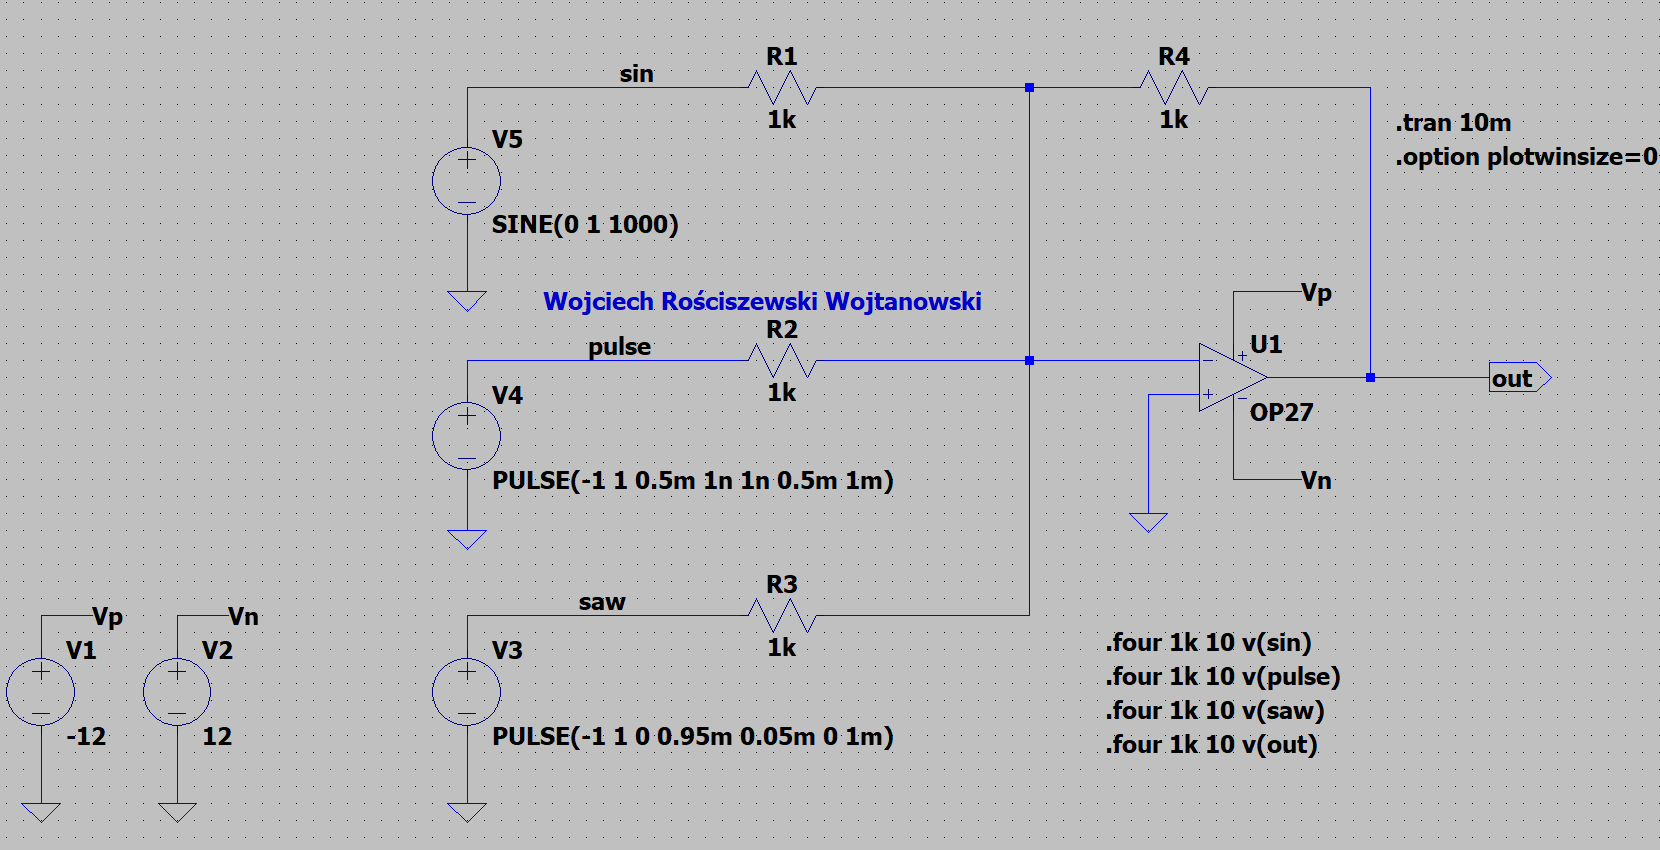 R1
R4
sin
1k
1k
.tran 10m
.option plotwinsize=0
V5
SINE(0 1 1000)
Wojciech Rościszewski Wojtanowski
R2
pulse
1k
Vp
U1
out
OP27
Vn
V4
PULSE(-1 1 0.5m 1n 1n 0.5m 1m)
R3
saw
1k
Vp
Vn
V1
V2
V3
-12
12
PULSE(-1 1 0 0.95m 0.05m 0 1m)
.four 1k 10 v(sin)
.four 1k 10 v(pulse)
.four 1k 10 v(saw)
.four 1k 10 v(out)